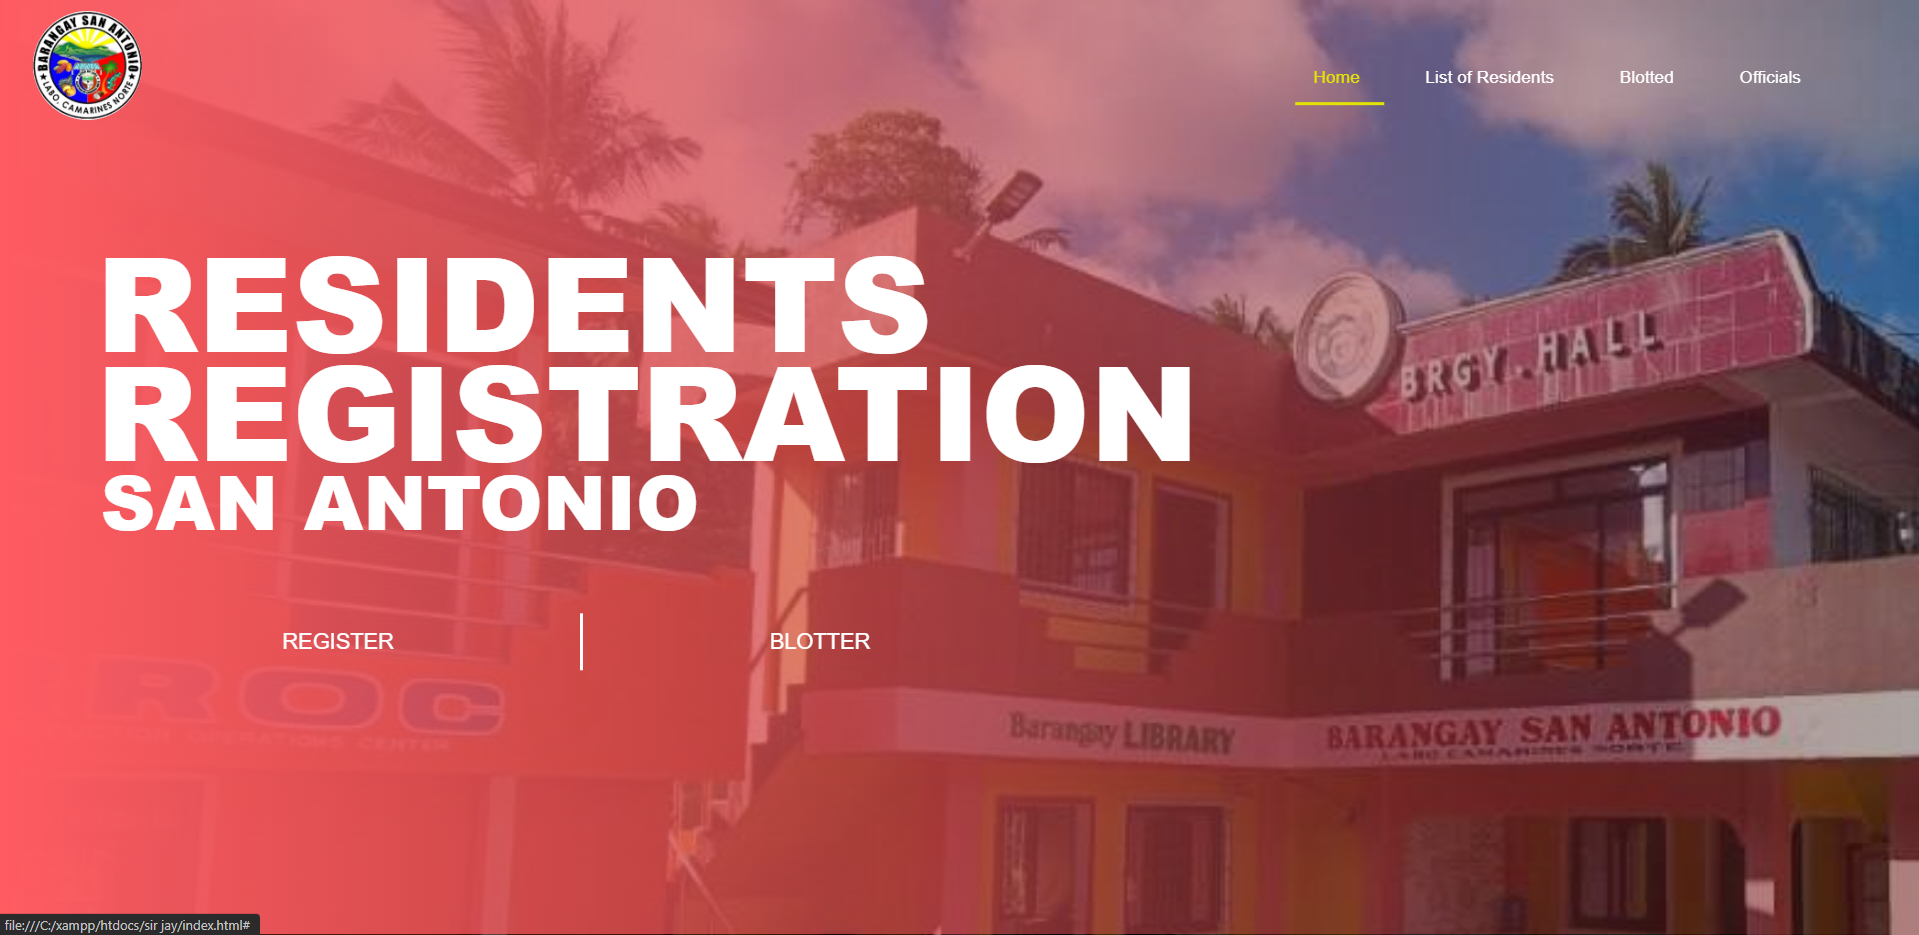 BARANGAY SAN ANTONIO
LABO, CAMARINES NORTE
Home
List of Residents
Blotted
Officials
RESIDENTS
REGISTRATION
SAN ANTONIO
BRGY. HALL
REGISTER
BLOTTER
ROC
OPERATIONS CENTER
Barangay LIBRARY
BARANGAY SAN ANTONIO
LABO CAMARINES NORTE
file:///C:/xampp/htdocs/sir jay/index.html#